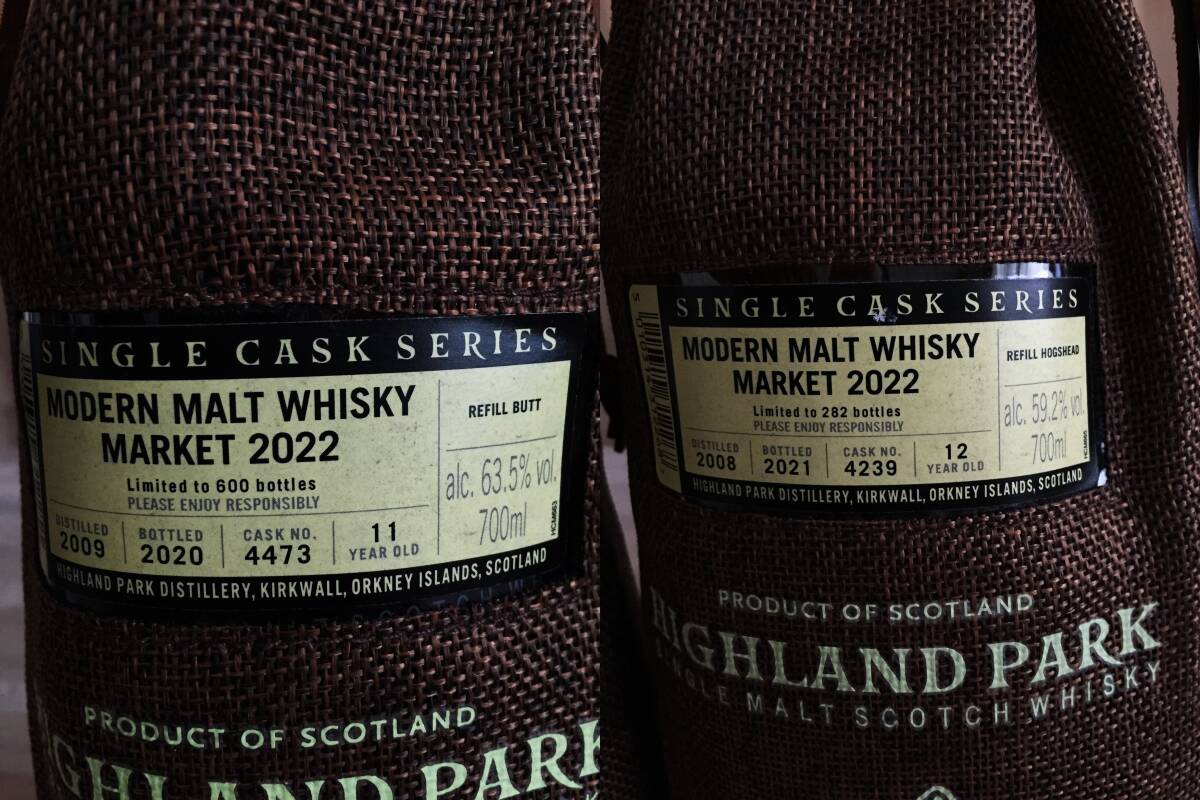 SINGLE CASK SERIES
MODERN MALT WHISKY
MARKET 2022
Limited to 600 bottles
PLEASE ENJOY RESPONSIBLY
DISTILLED
2009
BOTTLED
2020
CASK NO.
4473
11
YEAR OLD
REFILL BUTT
alc. 63.5% vol.
700ml
HIGHLAND PARK DISTILLERY, KIRKWALL, ORKNEY ISLANDS, SCOTLAND
SCOTCH W
PRODUCT OF SCOTLAND
GHLAND PARK
SINGLE CASK SERIES
MODERN MALT WHISKY
MARKET 2022
Limited to 282 bottles
PLEASE ENJOY RESPONSIBLY
DISTILLED
2008
BOTTLED
2021
CASK NO.
4239
12
YEAR OLD
REFILL HOGSHEAD
alc. 59.2% vol.
700ml
HIGHLAND PARK DISTILLERY, KIRKWALL, ORKNEY ISLANDS, SCOTLAND
PRODUCT OF SCOTLAND
HIGHLAND PARK
SINGLE MALT SCOTCH WHISKY